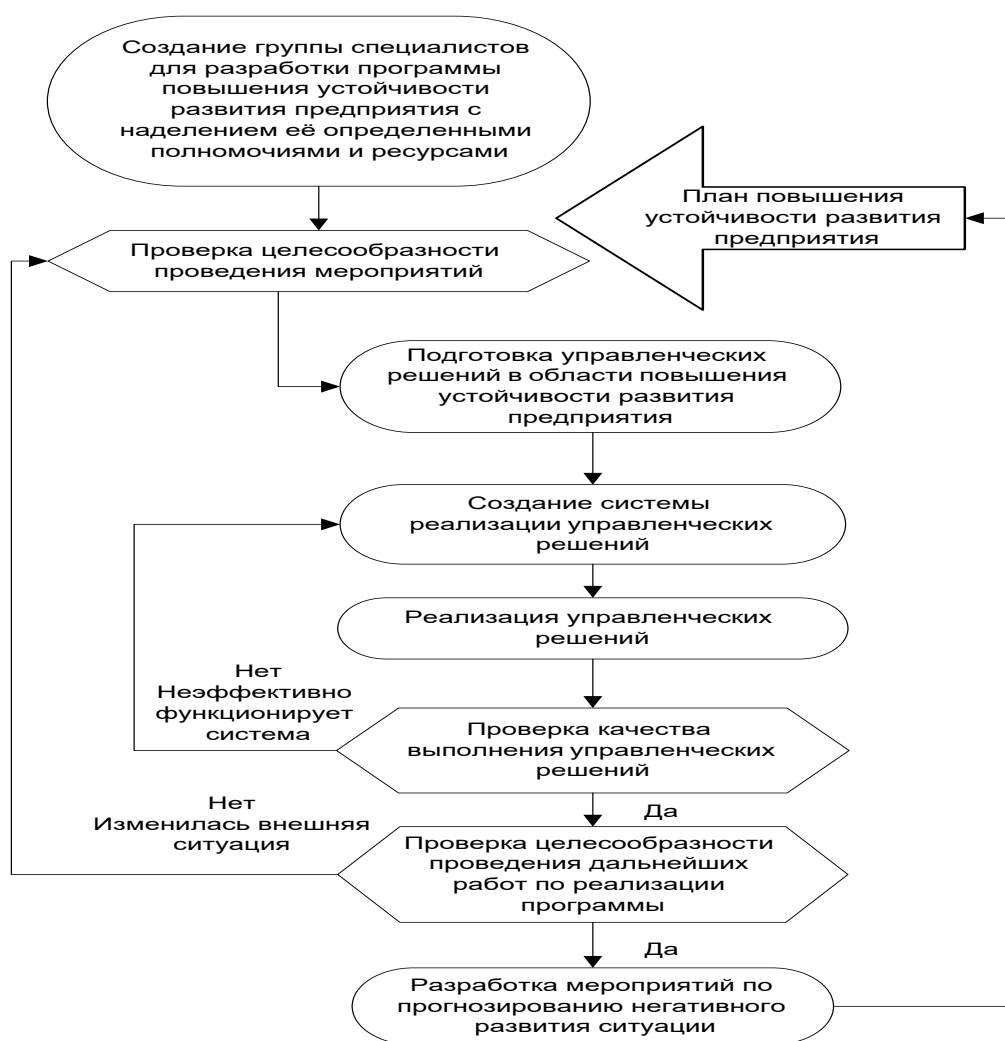 Создание группы специалистов
для разработки программы
повышения устойчивости
развития предприятия с
наделением её определенными
полномочиями и ресурсами
План повышения
устойчивости развития
предприятия
Проверка целесообразности
проведения мероприятий
Подготовка управленческих
решений в области повышения
устойчивости развития
предприятия
Создание системы
реализации управленческих
решений
Реализация управленческих
решений
Нет
Неэффективно
функционирует
система
Проверка качества
выполнения управленческих
решений
Да
Нет
Изменилась внешняя
ситуация
Проверка целесообразности
проведения дальнейших
работ по реализации
программы
Да
Разработка мероприятий по
прогнозированию негативного
развития ситуации